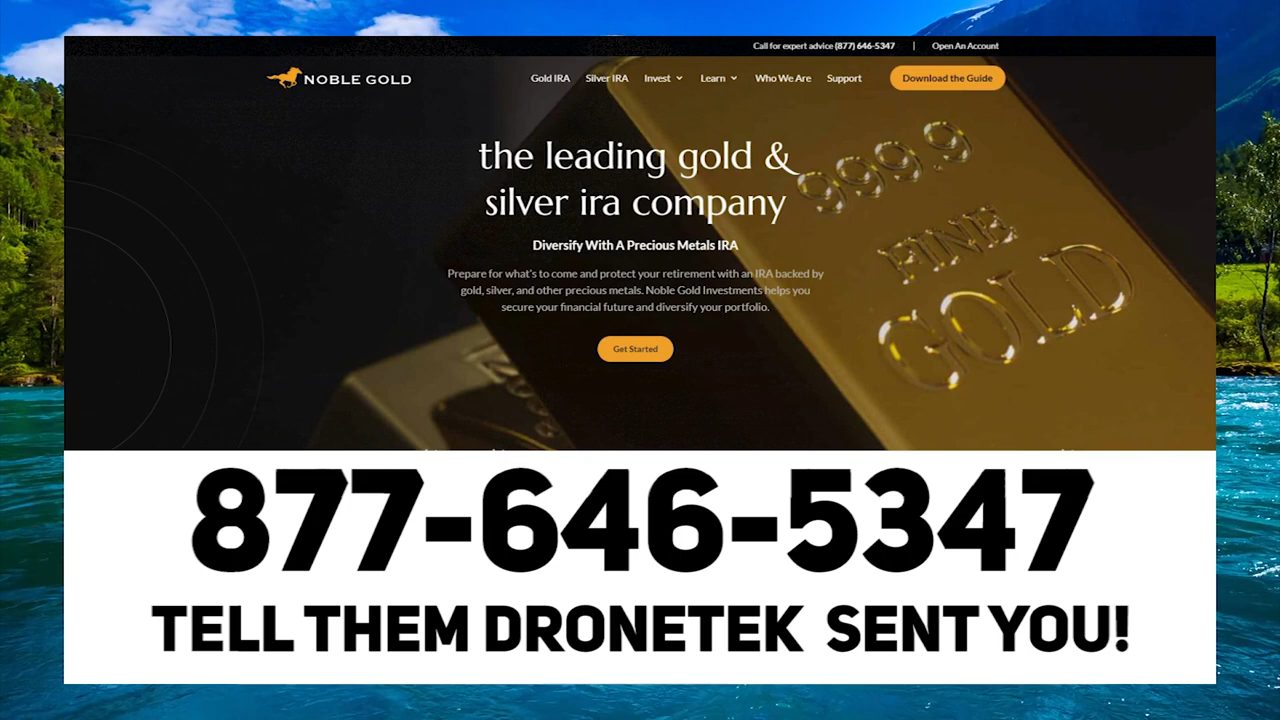 Call for expert advice (877) 646-5347 | Open An Account
NOBLE GOLD Gold IRA Silver IRA Invest Learn Who We Are Support Download the Guide
the leading gold &
silver ira company
Diversify With A Precious Metals IRA
Prepare for what's to come and protect your retirement with an IRA backed by
gold, silver, and other precious metals. Noble Gold Investments helps you
secure your financial future and diversify your portfolio.
Get Started
999.9
FINE
GOLD
877-646-5347
TELL THEM DRONETEK SENT YOU!